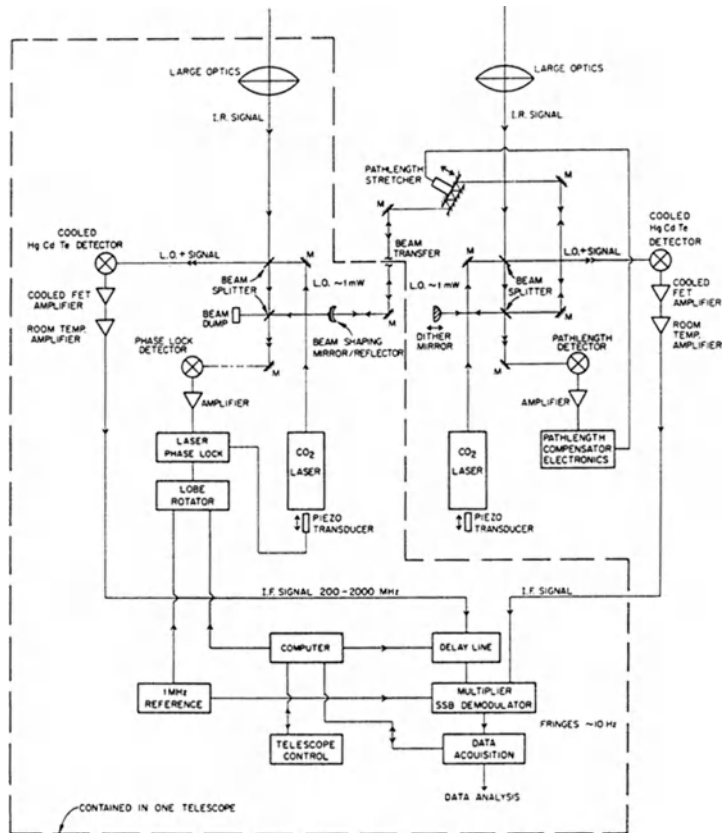 LARGE OPTICS
LARGE OPTICS
I.R. SIGNAL
I.R. SIGNAL
PATHLENGTH
STRETCHER
M
M
COOLED
Hg Cd Te DETECTOR
L.O. + SIGNAL
M
BEAM
TRANSFER
M
L.O. + SIGNAL
COOLED
Hg Cd Te
DETECTOR
COOLED FET
AMPLIFIER
ROOM TEMP.
AMPLIFIER
BEAM
SPLITTER
L.O. ~ 1 mW
L.O. ~ 1 mW
BEAM
SPLITTER
COOLED
FET
AMPLIFIER
ROOM TEMP.
AMPLIFIER
BEAM
DUMP
M
BEAM SHAPING
MIRROR/REFLECTOR
DITHER
MIRROR
M
PHASE LOCK
DETECTOR
M
M
PATHLENGTH
DETECTOR
AMPLIFIER
AMPLIFIER
LASER
PHASE LOCK
CO2
LASER
CO2
LASER
PATHLENGTH
COMPENSATOR
ELECTRONICS
LOBE
ROTATOR
PIEZO
TRANSDUCER
PIEZO
TRANSDUCER
I.F. SIGNAL 200 - 2000 MHz
I.F. SIGNAL
COMPUTER
DELAY LINE
1 MHz
REFERENCE
MULTIPLIER
SSB DEMODULATOR
FRINGES ~ 10 Hz
TELESCOPE
CONTROL
DATA
ACQUISITION
DATA ANALYSIS
CONTAINED IN ONE TELESCOPE